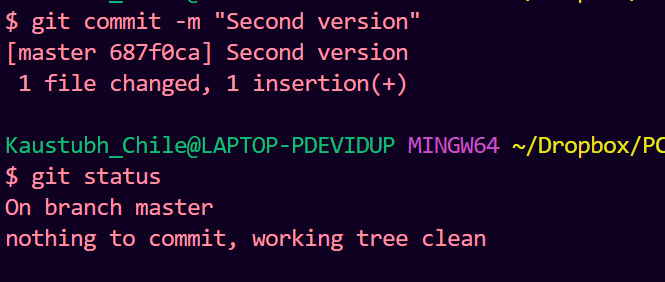 $ git commit -m "Second version"
[master 687f0ca] Second version
 1 file changed, 1 insertion(+)
Kaustubh_Chile@LAPTOP-PDEVIDUP MINGW64 ~/Dropbox/PC
$ git status
On branch master
nothing to commit, working tree clean